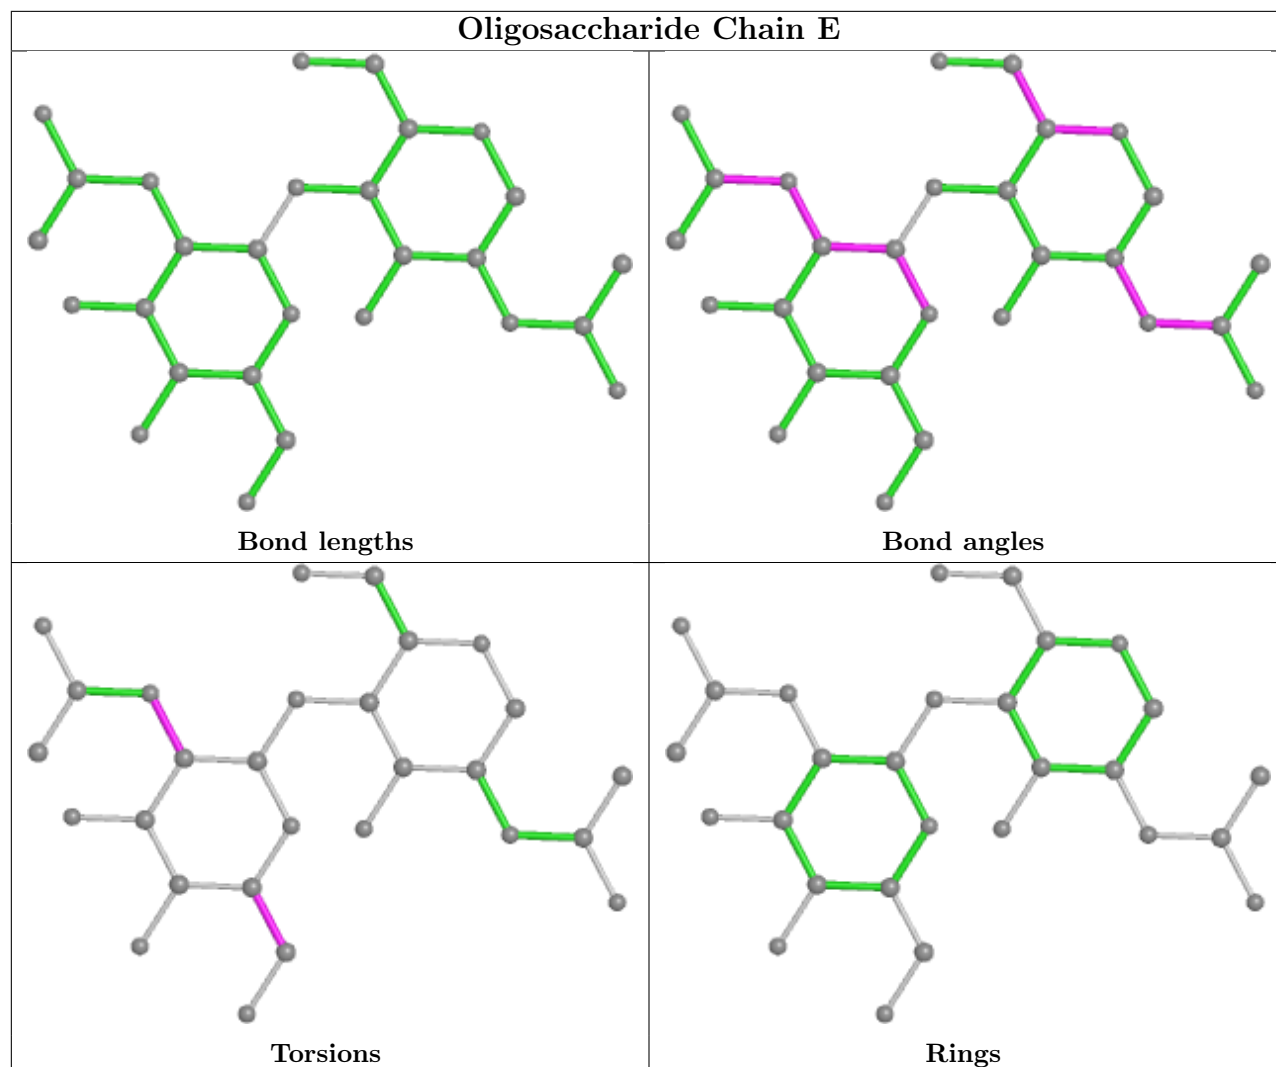 Oligosaccharide Chain E
Bond lengths
Bond angles
Torsions
Rings